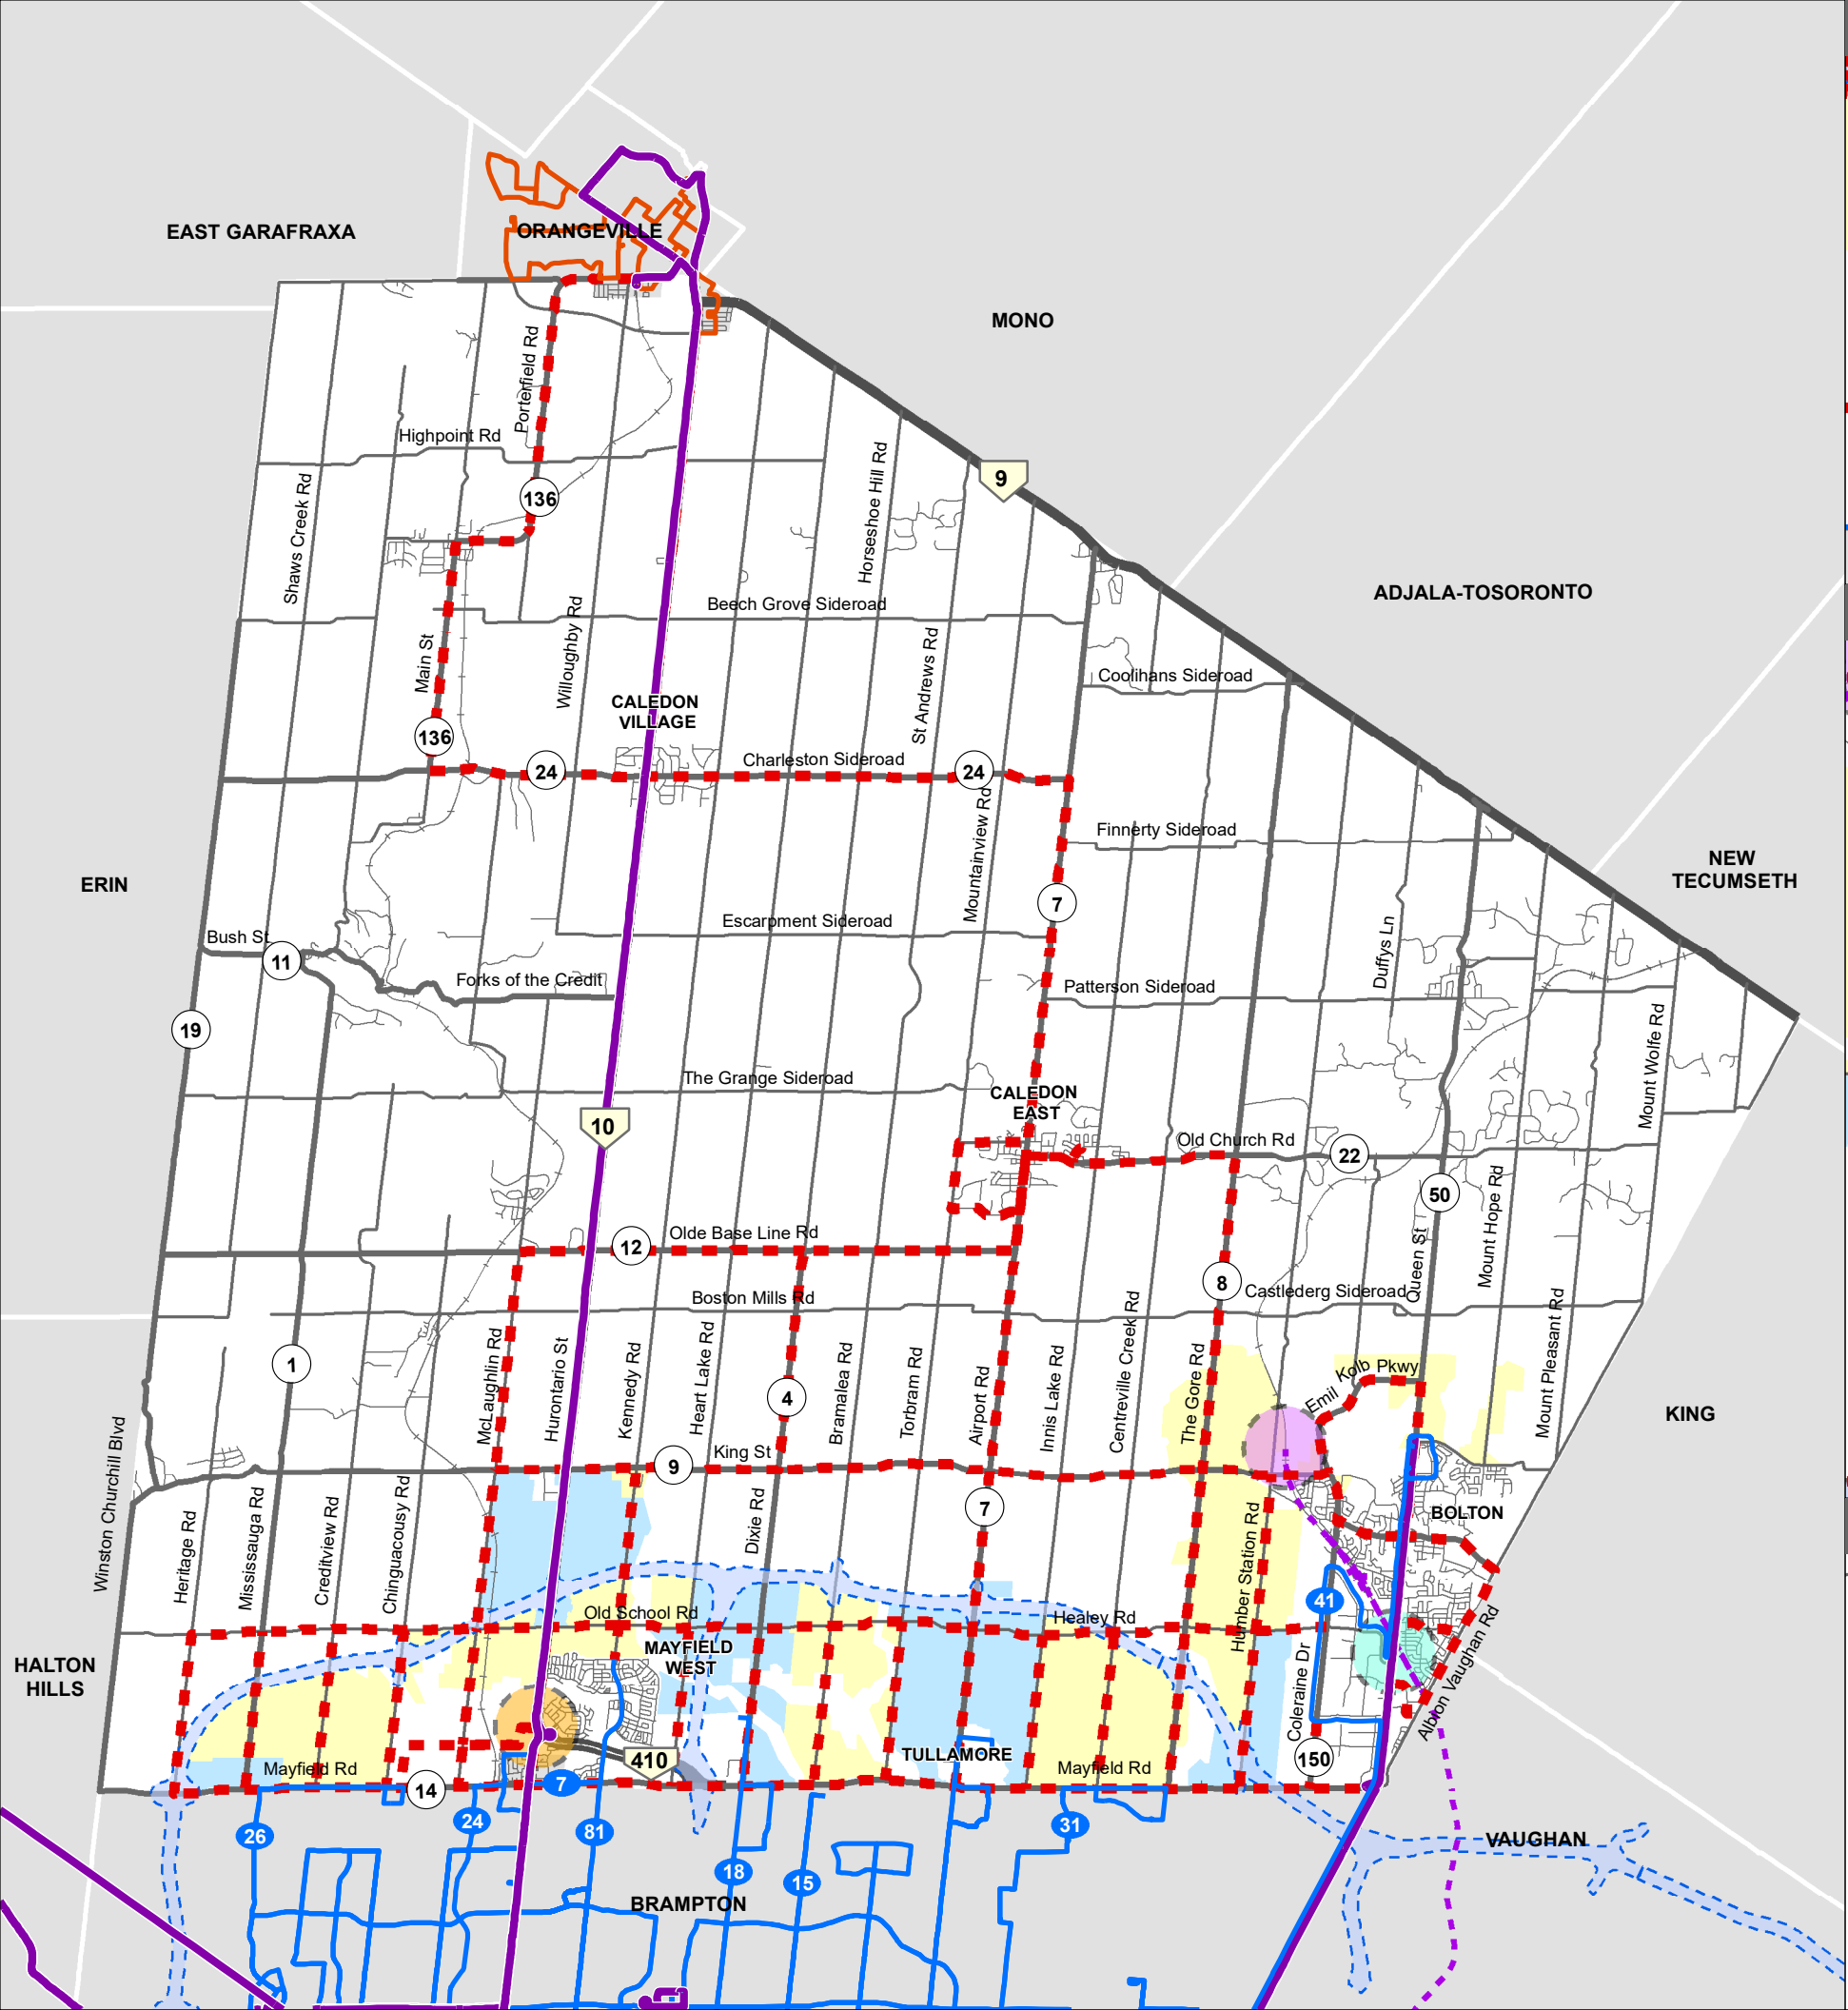 EAST GARAFRAXA
ORANGEVILLE
MONO
Porterfield Rd
Highpoint Rd
Horseshoe Hill Rd
9
Shaws Creek Rd
136
ADJALA-TOSORONTO
Beech Grove Sideroad
Willoughby Rd
Main St
St Andrews Rd
Coolihans Sideroad
CALEDON
VILLAGE
136
24
Charleston Sideroad
24
Mountainview Rd
Finnerty Sideroad
NEW
TECUMSETH
ERIN
7
Escarpment Sideroad
Bush St
11
Duffys Ln
Forks of the Credit
Patterson Sideroad
19
Mount Wolfe Rd
The Grange Sideroad
CALEDON
EAST
10
Old Church Rd
22
50
Mount Hope Rd
Olde Base Line Rd
12
Queen St
8
Castlederg Sideroad
Boston Mills Rd
1
McLaughlin Rd
Hurontario St
Kennedy Rd
Heart Lake Rd
4
Bramalea Rd
Torbram Rd
Airport Rd
Innis Lake Rd
Centreville Creek Rd
The Gore Rd
Emil Kolb Pkwy
Mount Pleasant Rd
KING
Winston Churchill Blvd
9
King St
7
Heritage Rd
Mississauga Rd
Creditview Rd
Chinguacousy Rd
Dixie Rd
Humber Station Rd
BOLTON
41
Old School Rd
Healey Rd
MAYFIELD
WEST
HALTON
HILLS
Coleraine Dr
Albion Vaughan Rd
410
TULLAMORE
150
Mayfield Rd
14
7
Mayfield Rd
26
24
81
18
15
31
VAUGHAN
BRAMPTON